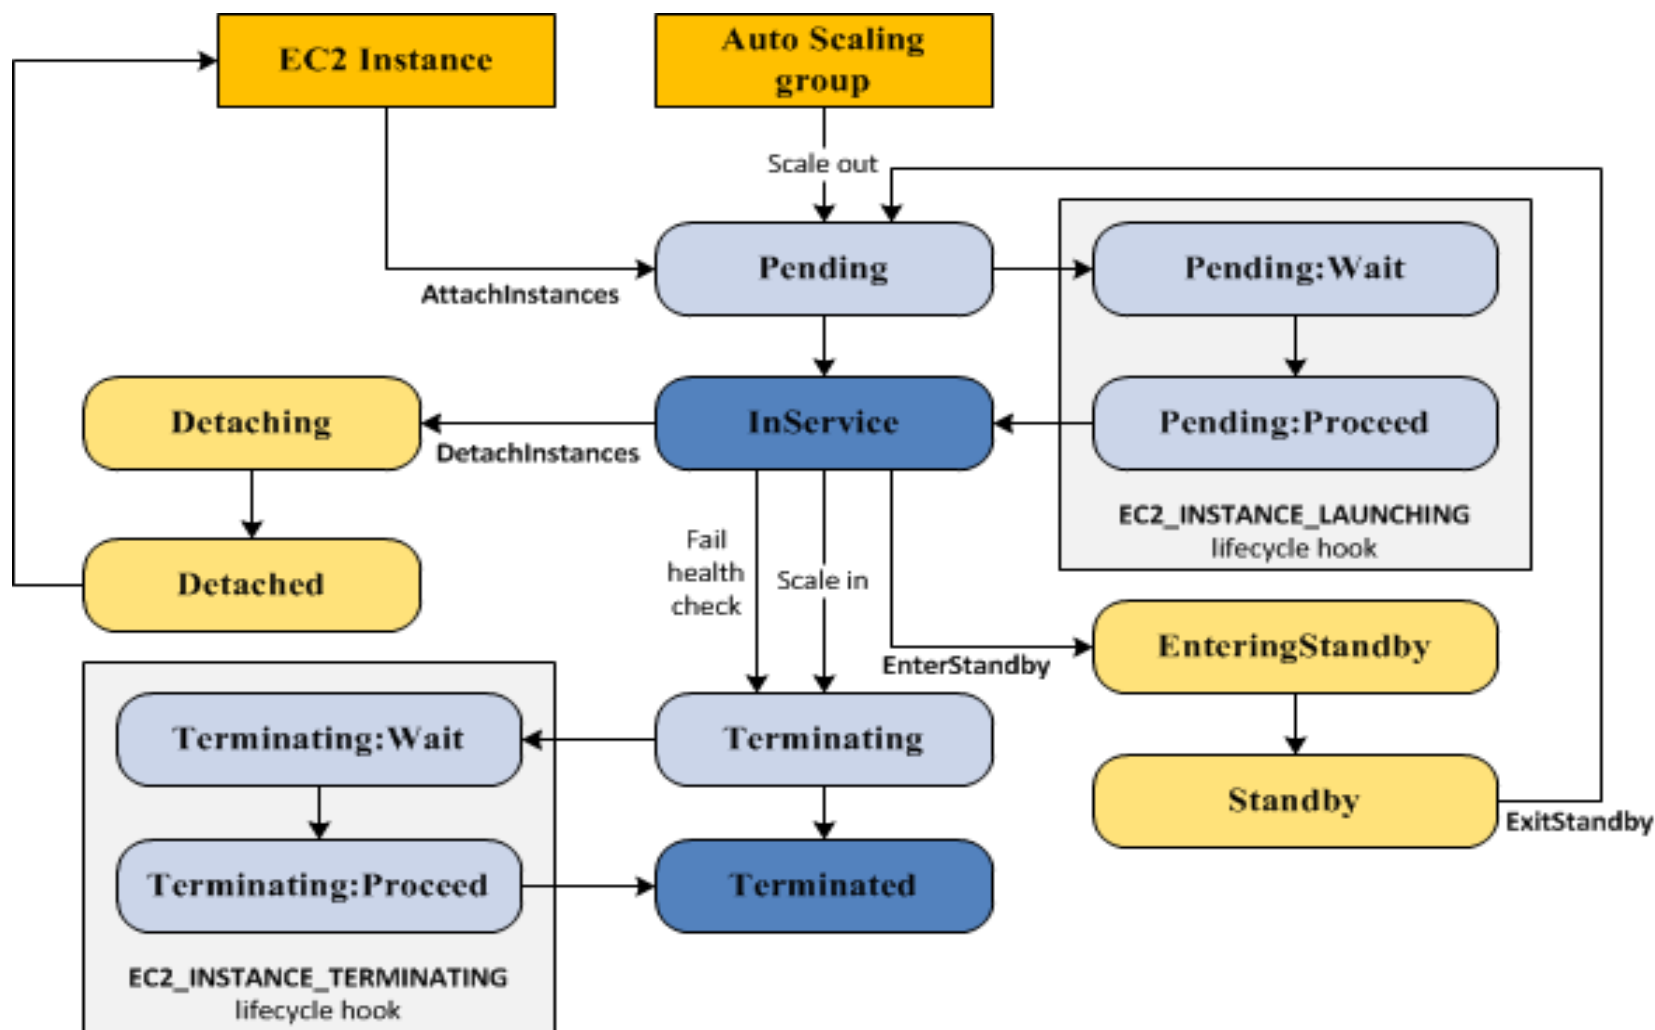 EC2 Instance
Auto Scaling
group
Scale out
Pending
Pending:Wait
AttachInstances
Detaching
InService
Pending:Proceed
DetachInstances
EC2_INSTANCE_LAUNCHING
lifecycle hook
Fail
health
check
Scale in
Detached
EnterStandby
EnteringStandby
Terminating:Wait
Terminating
Standby
ExitStandby
Terminating:Proceed
Terminated
EC2_INSTANCE_TERMINATING
lifecycle hook